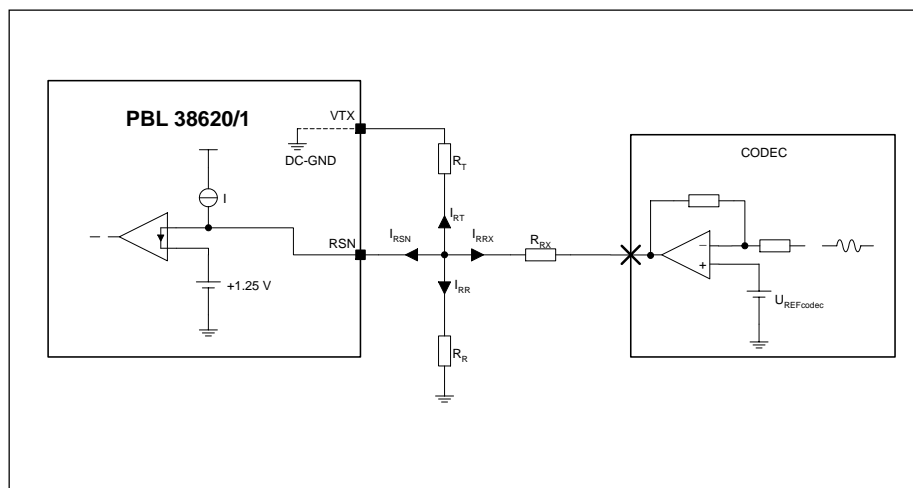 PBL 38620/1
VTX
DC-GND
R_T
I
I_RT
RSN
I_RSN
I_RRX
R_RX
+1.25 V
I_RR
R_R
CODEC
−
+
U_REFcodec